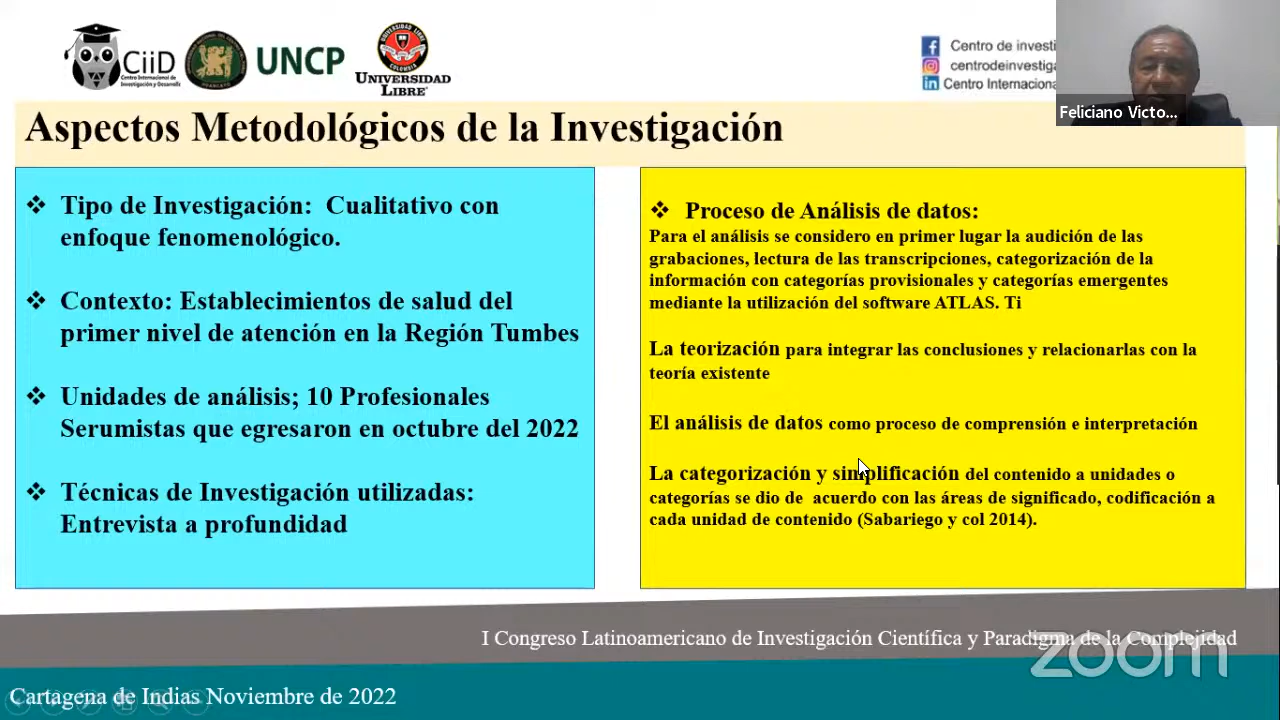 CiiD
Centro Internacional de
Investigación y Desarrollo
UNCP
UNIVERSIDAD LIBRE
COLOMBIA
UNIVERSIDAD
LIBRE
Centro de investi
centrodeinvestiga
Centro Internaciona
Feliciano Victo...
Aspectos Metodológicos de la Investigación
❖ Tipo de Investigación: Cualitativo con
enfoque fenomenológico.
❖ Contexto: Establecimientos de salud del
primer nivel de atención en la Región Tumbes
❖ Unidades de análisis; 10 Profesionales
Serumistas que egresaron en octubre del 2022
❖ Técnicas de Investigación utilizadas:
Entrevista a profundidad
❖ Proceso de Análisis de datos:
Para el análisis se considero en primer lugar la audición de las
grabaciones, lectura de las transcripciones, categorización de la
información con categorías provisionales y categorías emergentes
mediante la utilización del software ATLAS. Ti
La teorización para integrar las conclusiones y relacionarlas con la
teoría existente
El análisis de datos como proceso de comprensión e interpretación
La categorización y simplificación del contenido a unidades o
categorías se dio de acuerdo con las áreas de significado, codificación a
cada unidad de contenido (Sabariego y col 2014).
I Congreso Latinoamericano de Investigación Científica y Paradigma de la Complejidad
zoom
Cartagena de Indias Noviembre de 2022